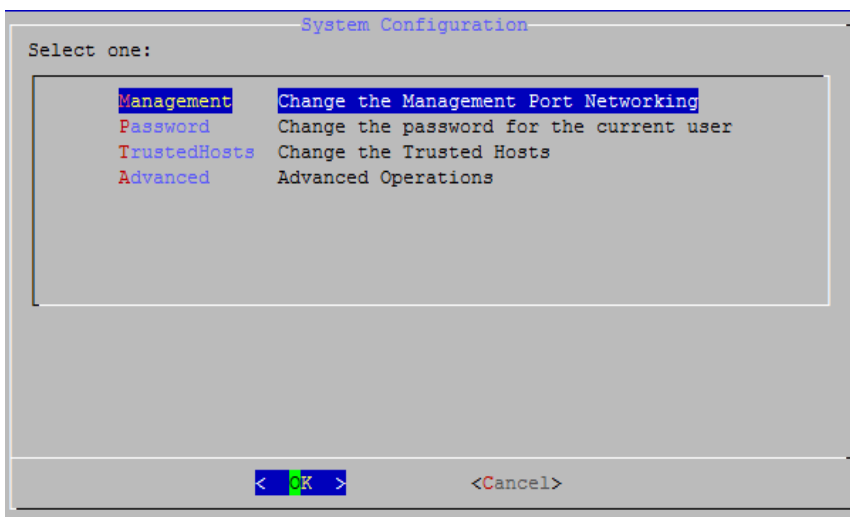 System Configuration
Select one:
Management Change the Management Port Networking
Password Change the password for the current user
TrustedHosts Change the Trusted Hosts
Advanced Advanced Operations
< OK > <Cancel>